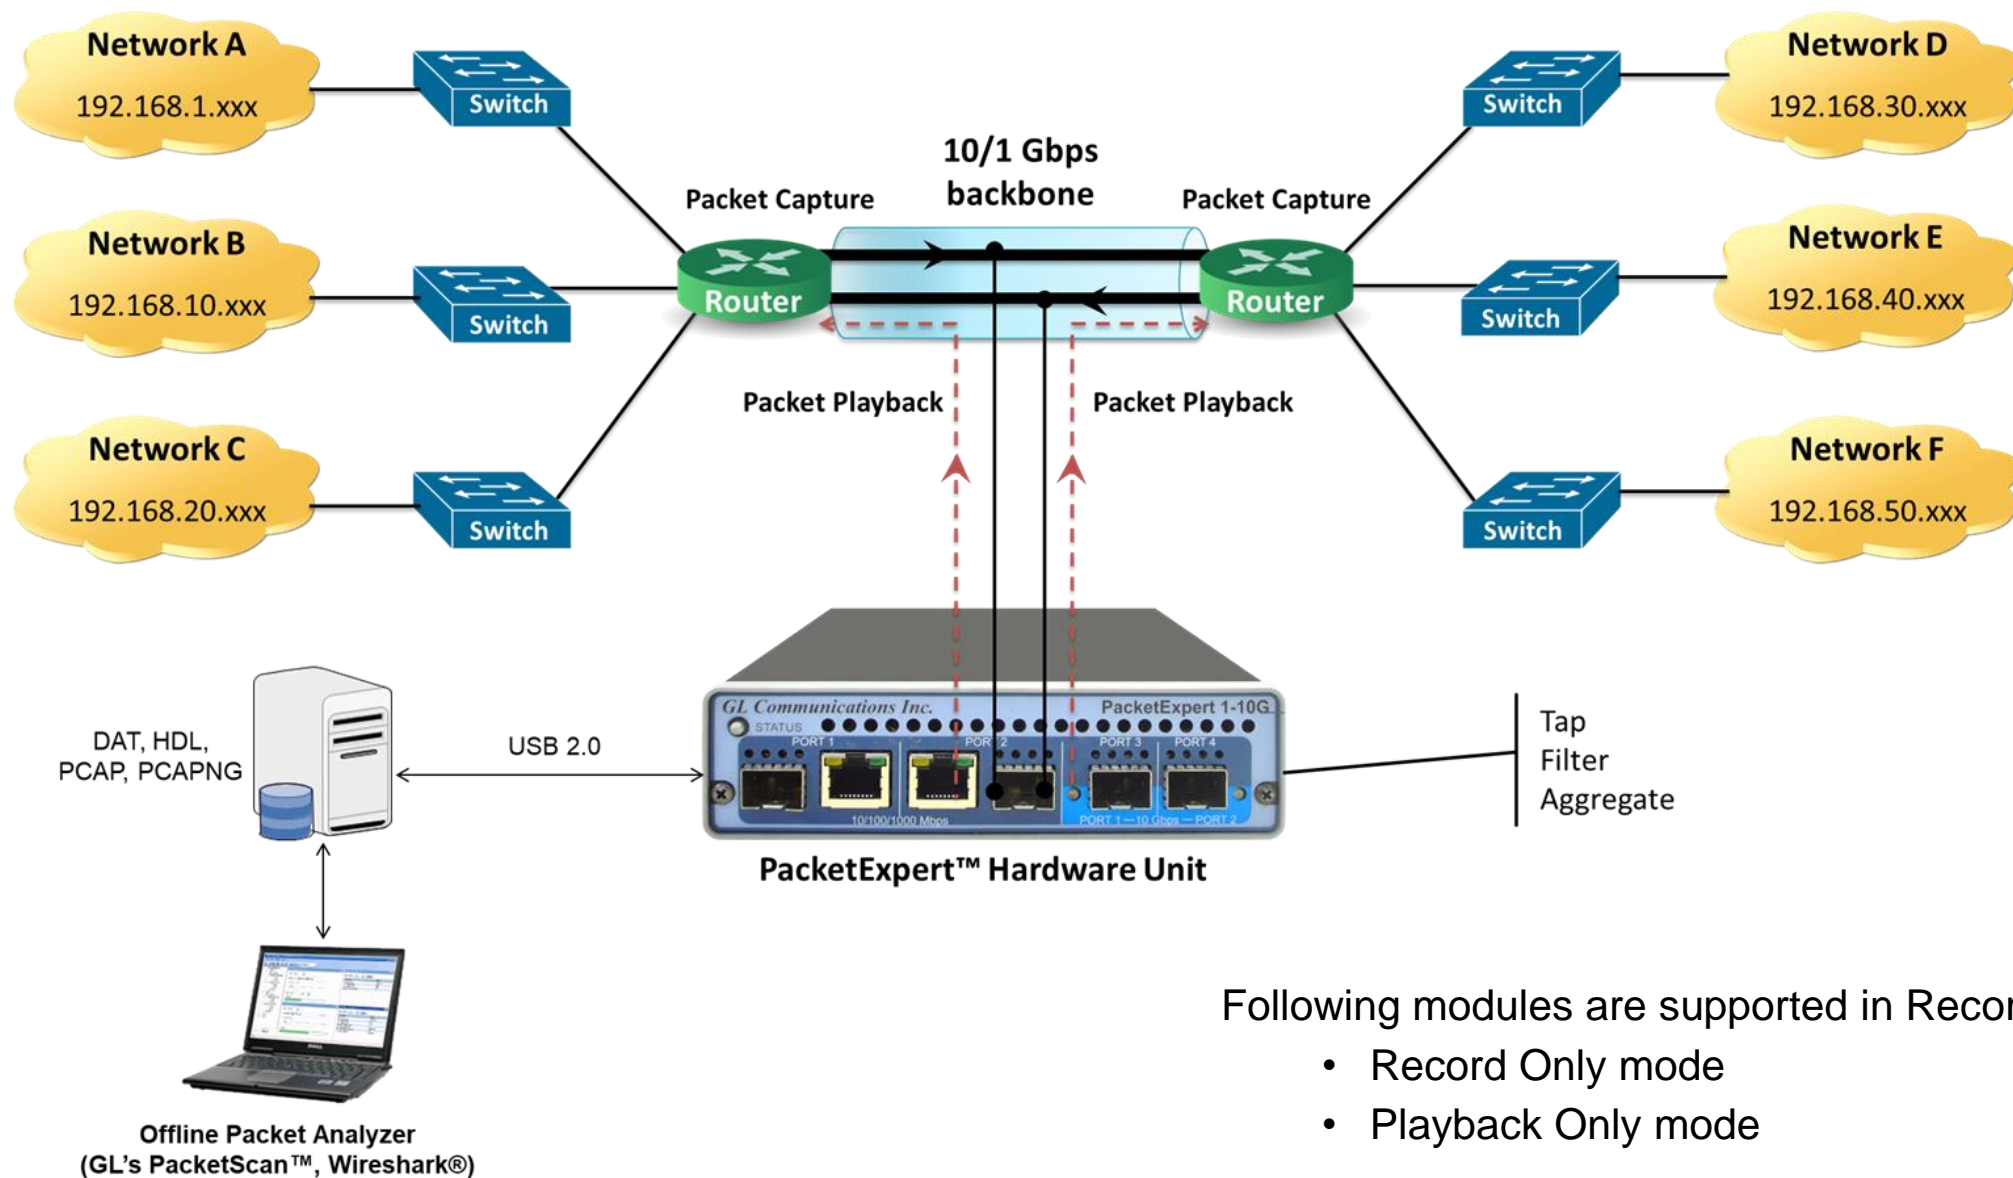 Network A
192.168.1.xxx
Switch
Network B
192.168.10.xxx
Switch
Network C
192.168.20.xxx
Switch
Packet Capture
10/1 Gbps
backbone
Packet Capture
Router
Router
Packet Playback
Packet Playback
Network D
192.168.30.xxx
Switch
Network E
192.168.40.xxx
Switch
Network F
192.168.50.xxx
Switch
DAT, HDL,
PCAP, PCAPNG
USB 2.0
GL Communications Inc.
PacketExpert 1-10G
STATUS
PORT 1
PORT 2
PORT 3
PORT 4
10/100/1000 Mbps
PORT 1 — 10 Gbps — PORT 2
PacketExpert™ Hardware Unit
Tap
Filter
Aggregate
Offline Packet Analyzer
(GL's PacketScan™, Wireshark®)
Following modules are supported in Recor
• Record Only mode
• Playback Only mode